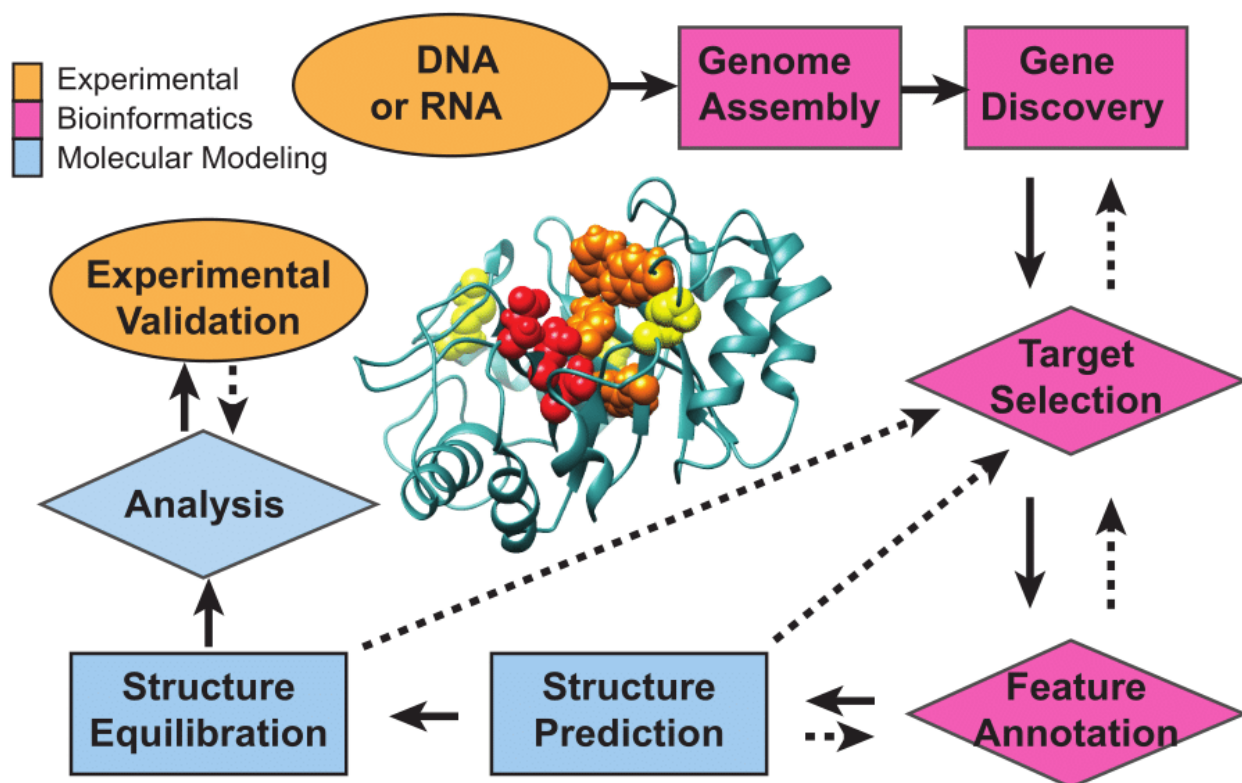 Experimental
Bioinformatics
Molecular Modeling
DNA
or RNA
Genome
Assembly
Gene
Discovery
Experimental
Validation
Target
Selection
Analysis
Structure
Equilibration
Structure
Prediction
Feature
Annotation